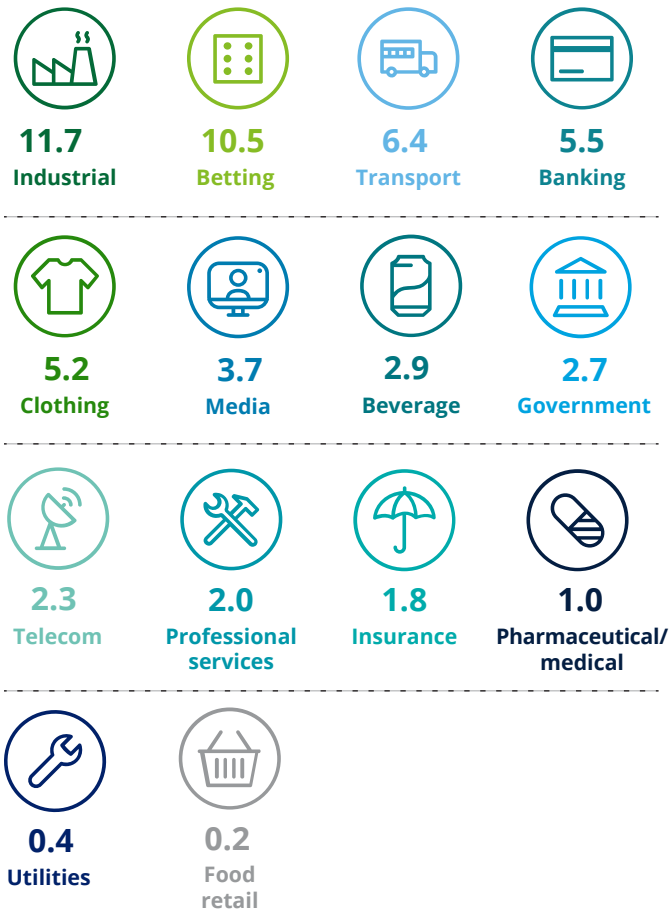 11.7
Industrial
10.5
Betting
6.4
Transport
5.5
Banking
5.2
Clothing
3.7
Media
2.9
Beverage
2.7
Government
2.3
Telecom
2.0
Professional
services
1.8
Insurance
1.0
Pharmaceutical/
medical
0.4
Utilities
0.2
Food
retail